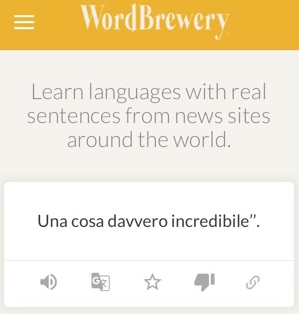 WordBrewery
Learn languages with real
sentences from news sites
around the world.
Una cosa davvero incredibile”.